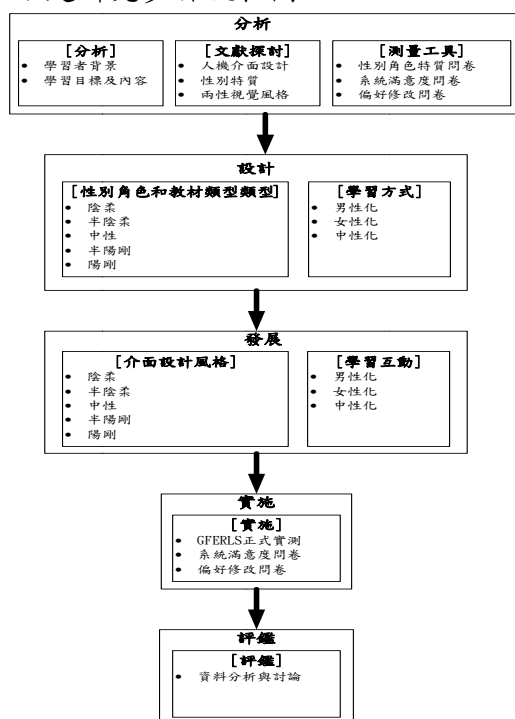 分析
[分析]
• 學習者背景
• 學習目標及內容
[文獻探討]
• 人機介面設計
• 性別特質
• 兩性視覺風格
[測量工具]
• 性別角色特質問卷
• 系統滿意度問卷
• 偏好修改問卷
設計
[性別角色和教材類型類型]
• 陰柔
• 半陰柔
• 中性
• 半陽剛
• 陽剛
[學習方式]
• 男性化
• 女性化
• 中性化
發展
[介面設計風格]
• 陰柔
• 半陰柔
• 中性
• 半陽剛
• 陽剛
[學習互動]
• 男性化
• 女性化
• 中性化
實施
[實施]
• GFERLS正式實測
• 系統滿意度問卷
• 偏好修改問卷
評鑑
[評鑑]
• 資料分析與討論